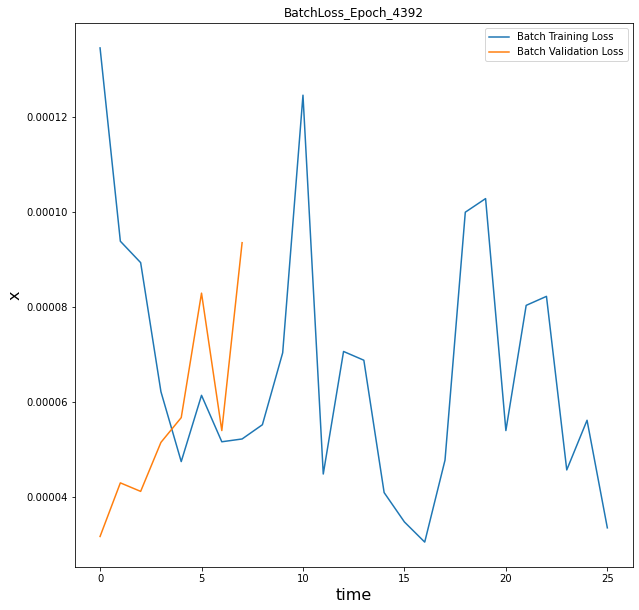 BatchLoss_Epoch_4392
Batch Training Loss
Batch Validation Loss
x
0.00012
0.00010
0.00008
0.00006
0.00004
0 5 10 15 20 25
time